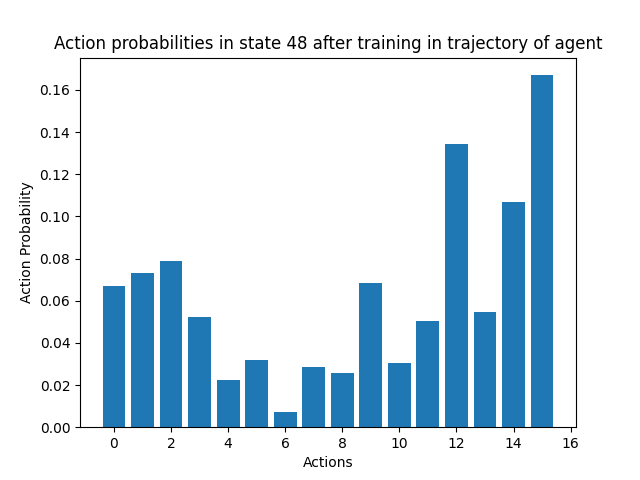 Action probabilities in state 48 after training in trajectory of agent
0.16
0.14
0.12
0.10
0.08
0.06
0.04
0.02
0.00
Action Probability
0 2 4 6 8 10 12 14 16
Actions